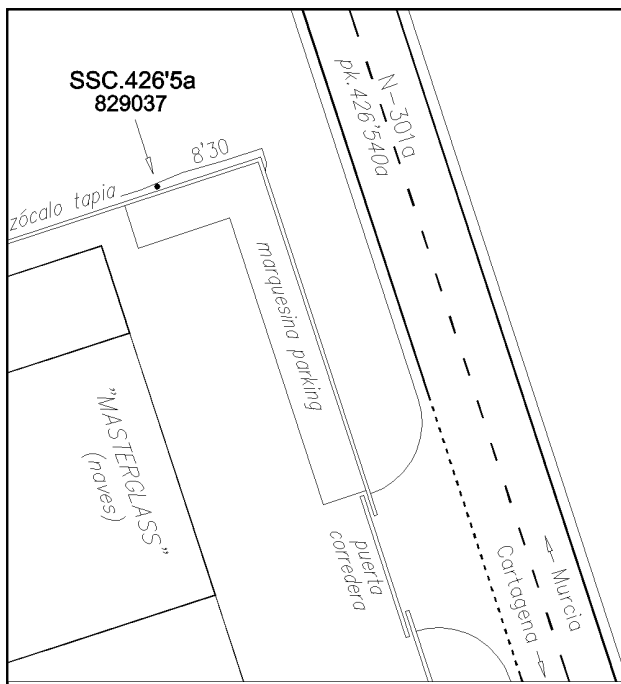 SSC.426'5a
829037
8'30
zócalo tapia
N-301a
pk.426'540a
marquesina parking
"MASTERGLASS"
(naves)
puerta
corredera
Murcia
Cartagena